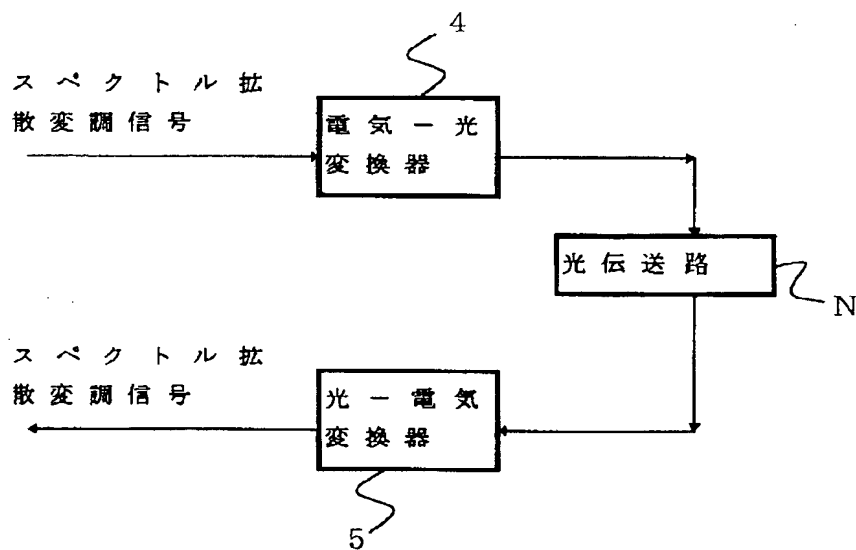 4
スペクトル拡
散変調信号
電気－光
変換器
光伝送路
N
スペクトル拡
散変調信号
光－電気
変換器
5